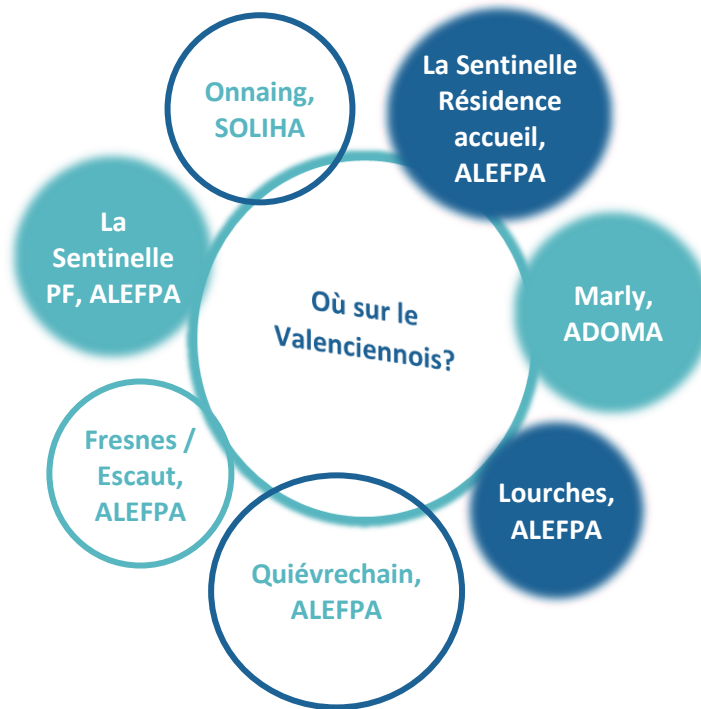 Onnaing,
SOLIHA
La Sentinelle
Résidence
accueil,
ALEFPA
La
Sentinelle
PF, ALEFPA
Où sur le
Valenciennois?
Marly,
ADOMA
Fresnes /
Escaut,
ALEFPA
Lourches,
ALEFPA
Quiévrechain,
ALEFPA